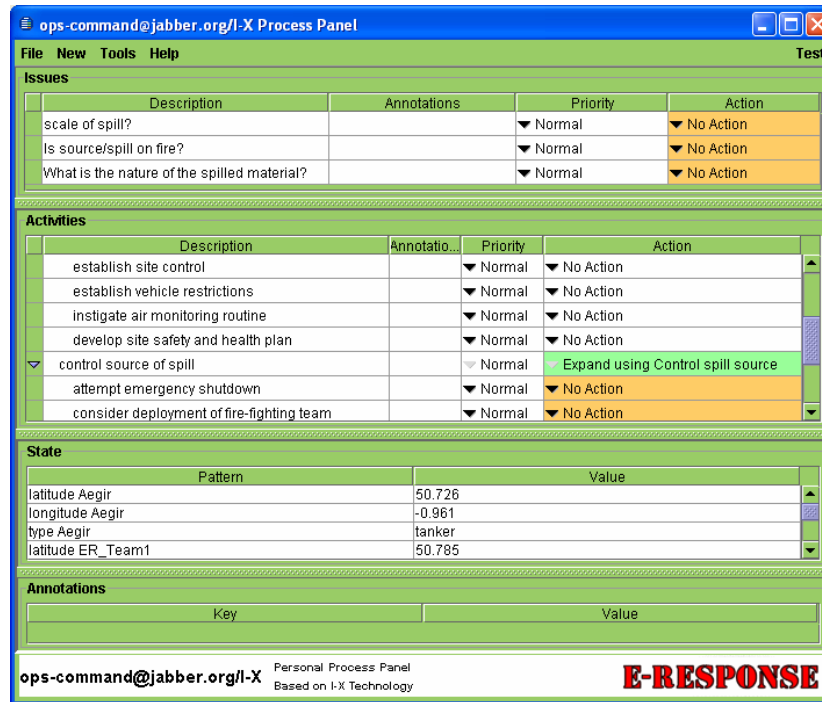 ops-command@jabber.org/I-X Process Panel
File New Tools Help Test
Issues
Description Annotations Priority Action
scale of spill? Normal No Action
Is source/spill on fire? Normal No Action
What is the nature of the spilled material? Normal No Action
Activities
Description Annotatio... Priority Action
establish site control Normal No Action
establish vehicle restrictions Normal No Action
instigate air monitoring routine Normal No Action
develop site safety and health plan Normal No Action
control source of spill Normal Expand using Control spill source
attempt emergency shutdown Normal No Action
consider deployment of fire-fighting team Normal No Action
State
Pattern Value
latitude Aegir 50.726
longitude Aegir -0.961
type Aegir tanker
latitude ER_Team1 50.785
Annotations
Key Value
ops-command@jabber.org/I-X Personal Process Panel
Based on I-X Technology
E-RESPONSE